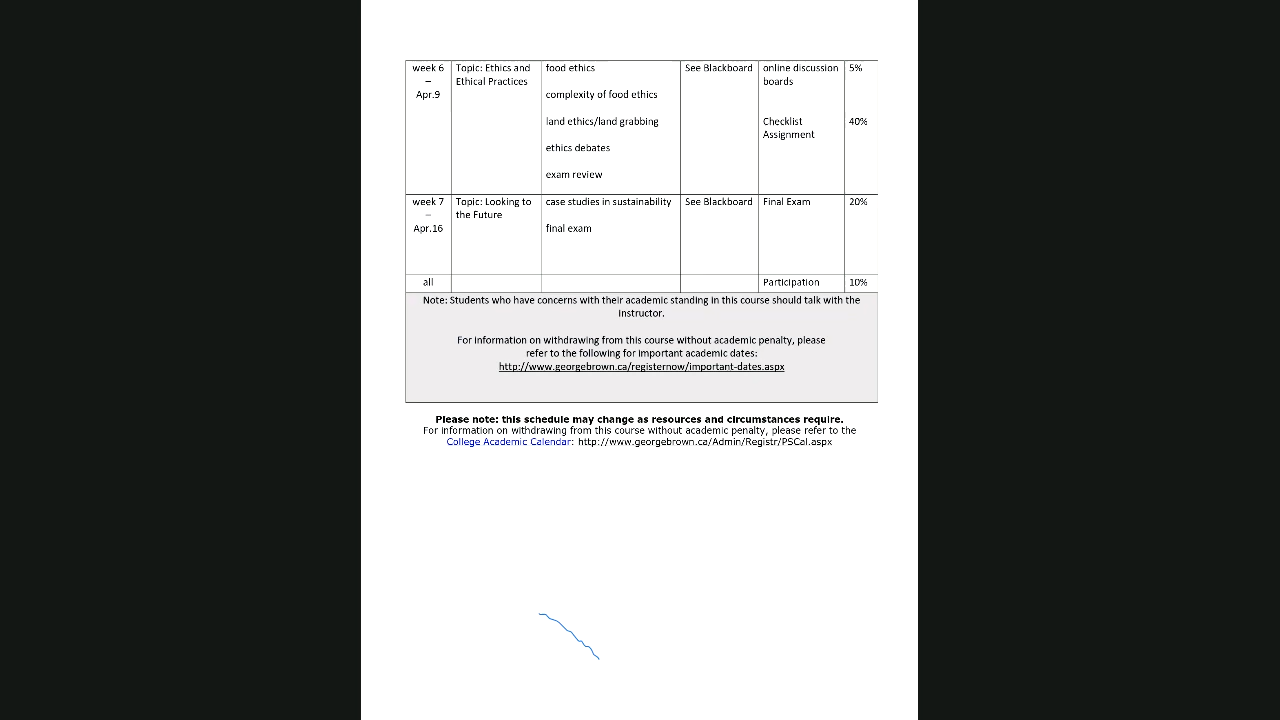 week 6 Topic: Ethics and food ethics See Blackboard online discussion 5%
– Ethical Practices boards
Apr.9 complexity of food ethics
land ethics/land grabbing Checklist 40%
Assignment
ethics debates
exam review
week 7 Topic: Looking to case studies in sustainability See Blackboard Final Exam 20%
– the Future
Apr.16 final exam
all Participation 10%
Note: Students who have concerns with their academic standing in this course should talk with the
instructor.
For information on withdrawing from this course without academic penalty, please
refer to the following for important academic dates:
http://www.georgebrown.ca/registernow/important-dates.aspx
Please note: this schedule may change as resources and circumstances require.
For information on withdrawing from this course without academic penalty, please refer to the
College Academic Calendar: http://www.georgebrown.ca/Admin/Registr/PSCal.aspx